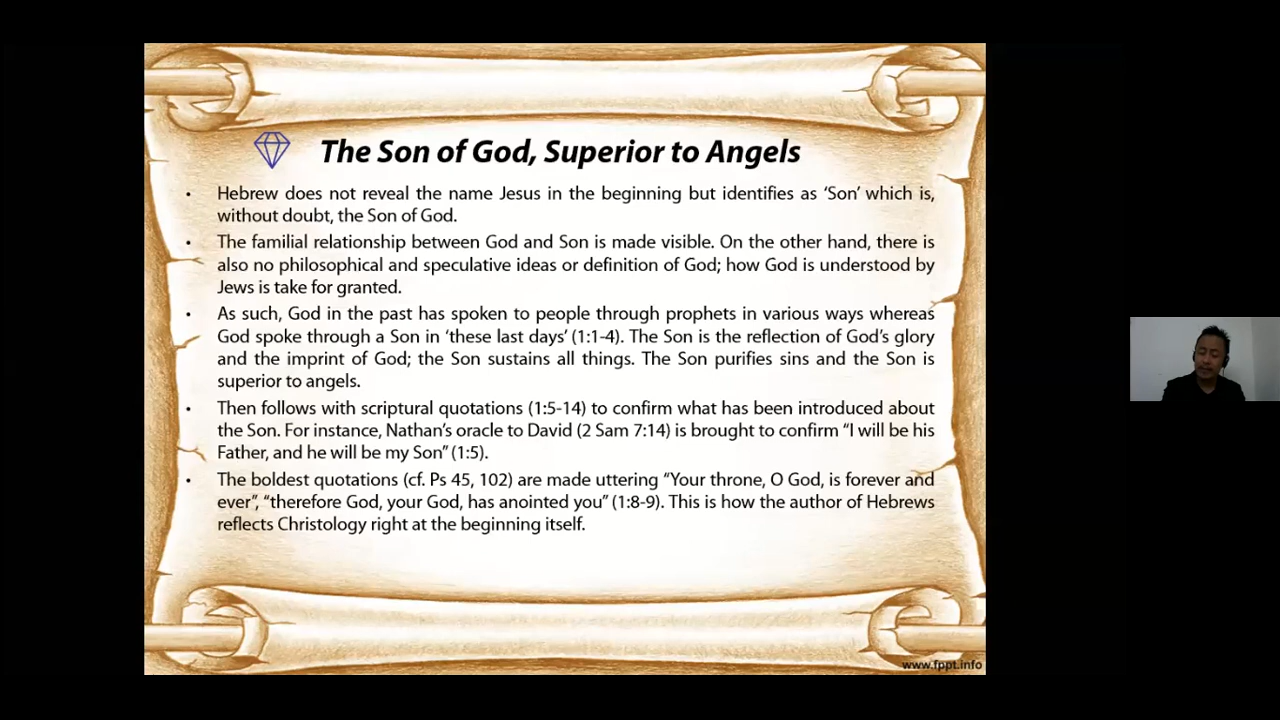 The Son of God, Superior to Angels
• Hebrew does not reveal the name Jesus in the beginning but identifies as ‘Son’ which is,
without doubt, the Son of God.
• The familial relationship between God and Son is made visible. On the other hand, there is
also no philosophical and speculative ideas or definition of God; how God is understood by
Jews is take for granted.
• As such, God in the past has spoken to people through prophets in various ways whereas
God spoke through a Son in ‘these last days’ (1:1-4). The Son is the reflection of God’s glory
and the imprint of God; the Son sustains all things. The Son purifies sins and the Son is
superior to angels.
• Then follows with scriptural quotations (1:5-14) to confirm what has been introduced about
the Son. For instance, Nathan’s oracle to David (2 Sam 7:14) is brought to confirm “I will be his
Father, and he will be my Son” (1:5).
• The boldest quotations (cf. Ps 45, 102) are made uttering “Your throne, O God, is forever and
ever”, “therefore God, your God, has anointed you” (1:8-9). This is how the author of Hebrews
reflects Christology right at the beginning itself.
www.fppt.info